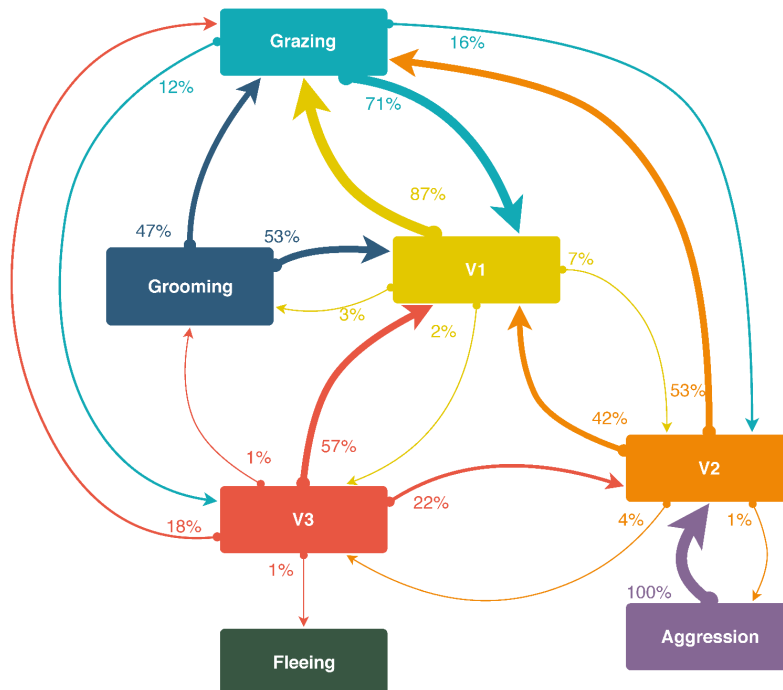 Grazing
16%
12%
71%
87%
47%
53%
Grooming
V1
7%
3%
2%
53%
42%
1%
57%
V2
18%
V3
22%
4%
1%
1%
100%
Aggression
Fleeing